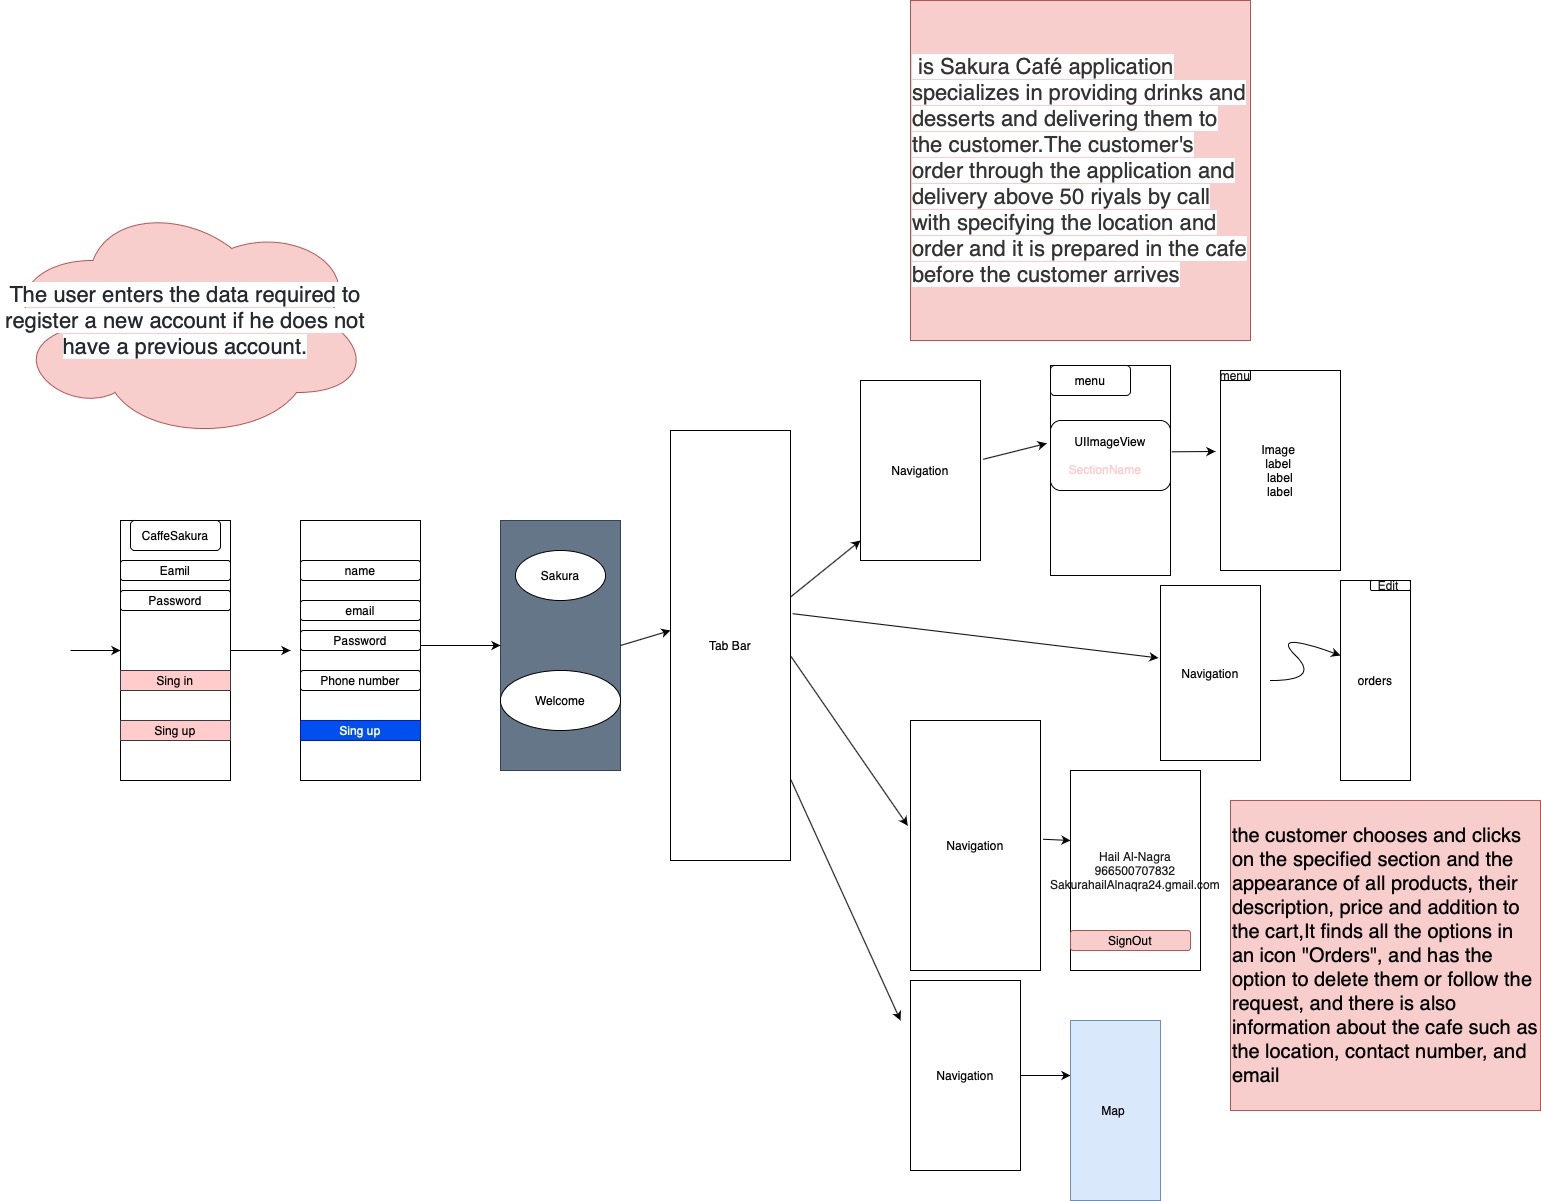 is Sakura Café application
specializes in providing drinks and
desserts and delivering them to
the customer.The customer's
order through the application and
delivery above 50 riyals by call
with specifying the location and
order and it is prepared in the cafe
before the customer arrives
The user enters the data required to
register a new account if he does not
have a previous account.
CaffeSakura
Eamil
Password
Sing in
Sing up
name
email
Password
Phone number
Sing up
Sakura
Welcome
Tab Bar
Navigation
menu
UIImageView
SectionName
menu
Image
label
label
label
Navigation
Edit
orders
Navigation
Hail Al-Nagra
966500707832
SakurahailAlnaqra24.gmail.com
SignOut
Navigation
Map
the customer chooses and clicks
on the specified section and the
appearance of all products, their
description, price and addition to
the cart,It finds all the options in
an icon "Orders", and has the
option to delete them or follow the
request, and there is also
information about the cafe such as
the location, contact number, and
email